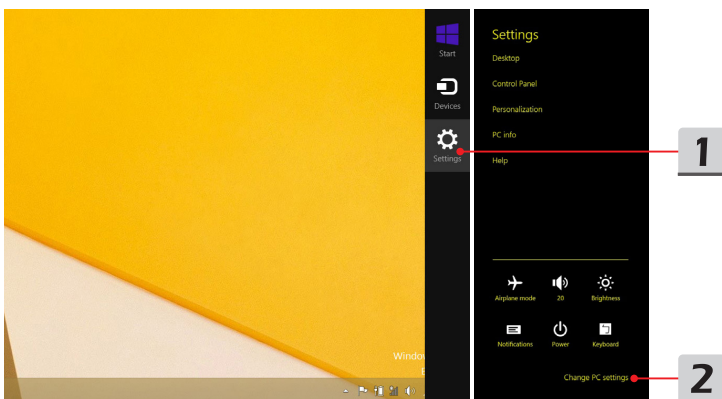 Start
Devices
Settings
Windo
Settings
Desktop
Control Panel
Personalization
PC info
Help
Airplane mode
20
Brightness
Notifications
Power
Keyboard
Change PC settings
1
2